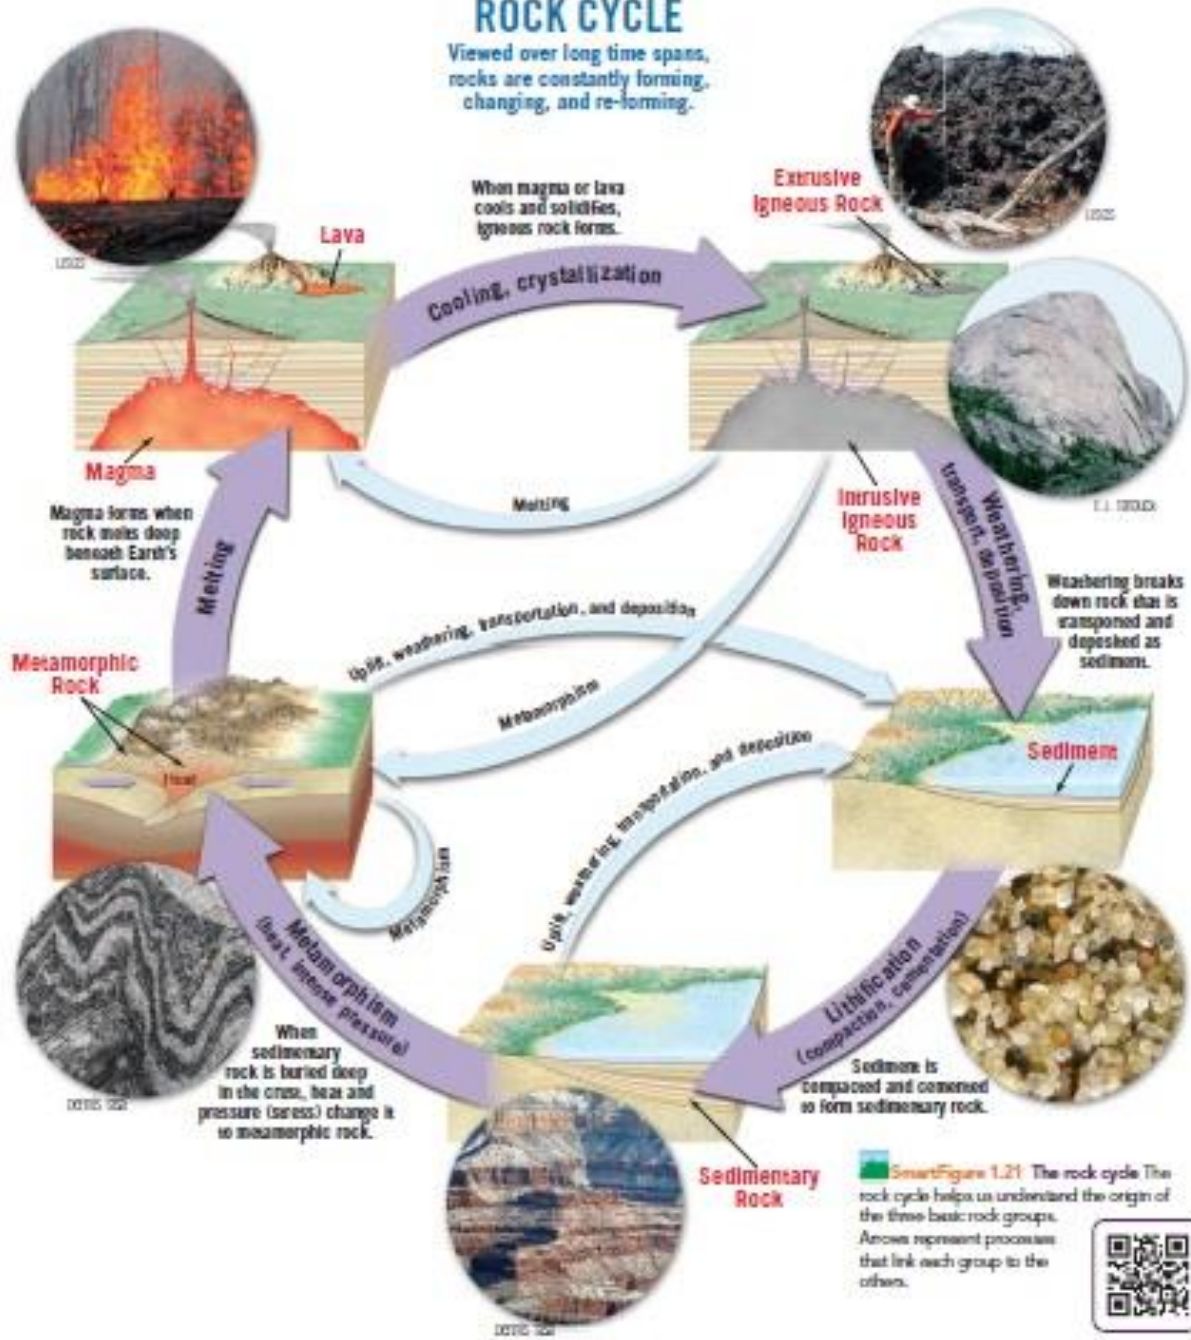 ROCK CYCLE
Viewed over long time spans,
rocks are constantly forming,
changing, and re-forming.
When magma or lava
cools and solidifies,
igneous rock forms.
Extrusive
Igneous Rock
USGS
USGS
Lava
Cooling, crystallization
Magma
Magma forms when
rock melts deep
beneath Earth's
surface.
Melting
Melting
Intrusive
Igneous
Rock
Weathering,
transport, deposition
Weathering breaks
down rock that is
transported and
deposited as
sediment.
Uplift, weathering, transportation, and deposition
Metamorphic
Rock
Metamorphism
Heat
Sediment
Uplift, weathering, transportation, and deposition
Metamorphism
Metamorphism
(heat, intense pressure)
Lithification
(compaction, cementation)
When
sedimentary
rock is buried deep
in the crust, heat and
pressure (stress) change it
to metamorphic rock.
Sediment is
compacted and cemented
to form sedimentary rock.
Sedimentary
Rock
SmartFigure 1.21 The rock cycle The
rock cycle helps us understand the origin of
the three basic rock groups.
Arrows represent processes
that link each group to the
others.